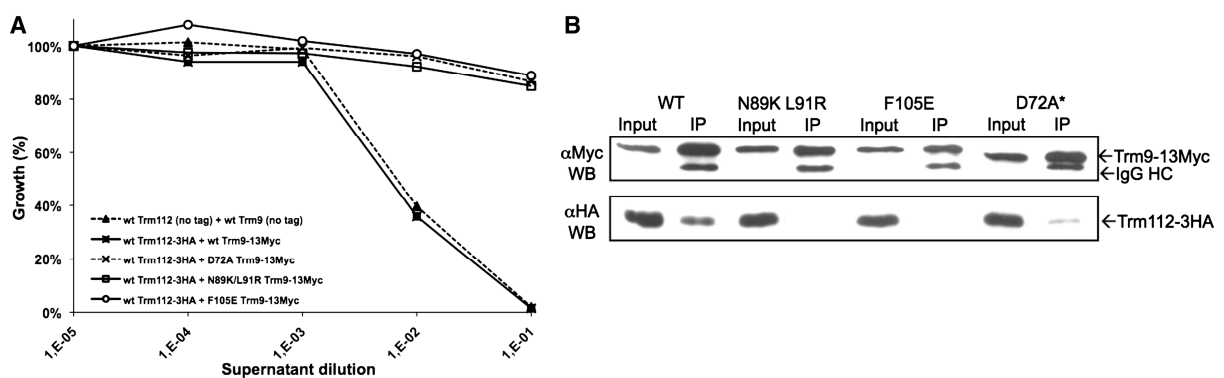 A
100%
80%
60%
40%
20%
0%
Growth (%)
wt Trm112 (no tag) + wt Trm9 (no tag)
wt Trm112-3HA + wt Trm9-13Myc
wt Trm112-3HA + D72A Trm9-13Myc
wt Trm112-3HA + N89K/L91R Trm9-13Myc
wt Trm112-3HA + F105E Trm9-13Myc
1,E-05
1,E-04
1,E-03
1,E-02
1,E-01
Supernatant dilution
B
WT N89K L91R F105E D72A*
Input IP Input IP Input IP Input IP
αMyc
WB
←Trm9-13Myc
←IgG HC
αHA
WB
←Trm112-3HA